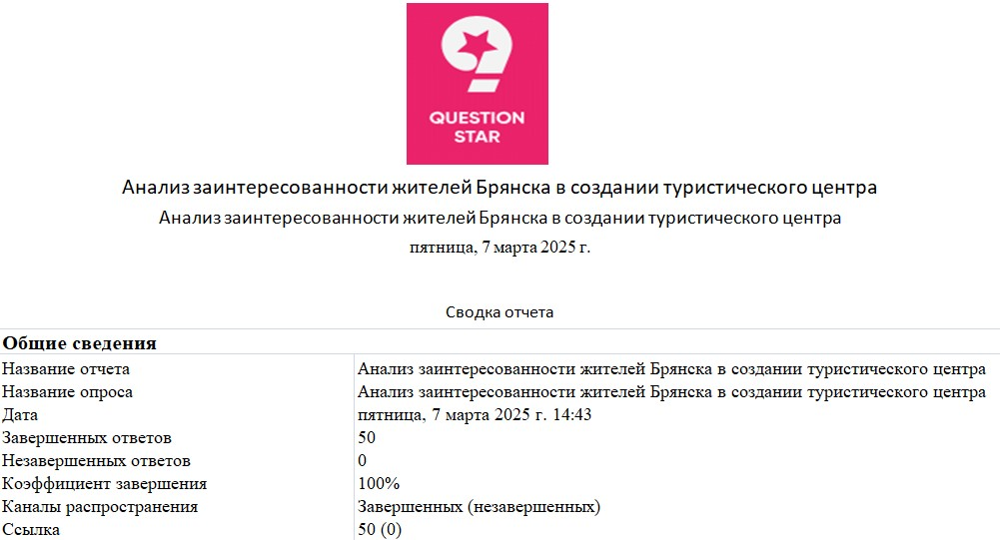 QUESTION
STAR
Анализ заинтересованности жителей Брянска в создании туристического центра
Анализ заинтересованности жителей Брянска в создании туристического центра
пятница, 7 марта 2025 г.
Сводка отчета
Общие сведения
Название отчета Анализ заинтересованности жителей Брянска в создании туристического центра
Название опроса Анализ заинтересованности жителей Брянска в создании туристического центра
Дата пятница, 7 марта 2025 г. 14:43
Завершенных ответов 50
Незавершенных ответов 0
Коэффициент завершения 100%
Каналы распространения Завершенных (незавершенных)
Ссылка 50 (0)